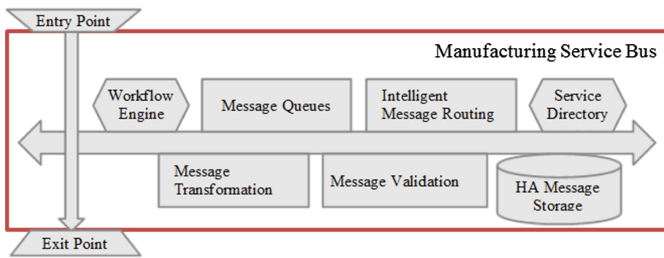 Entry Point
Manufacturing Service Bus
Workflow
Engine
Message Queues
Intelligent
Message Routing
Service
Directory
Message
Transformation
Message Validation
HA Message
Storage
Exit Point